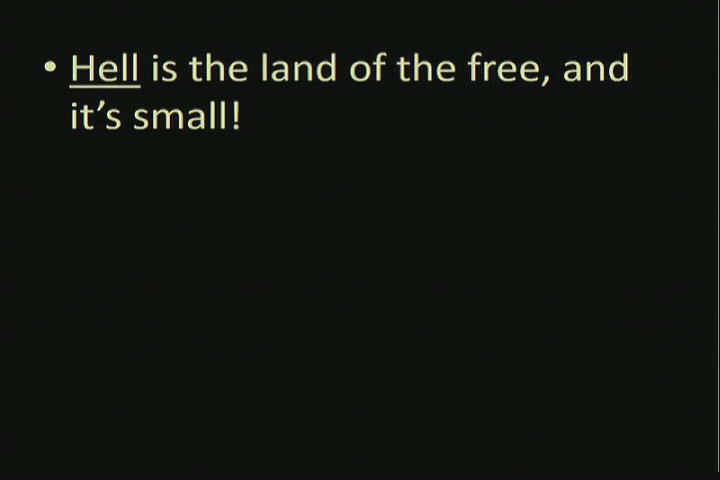 • Hell is the land of the free, and
it's small!